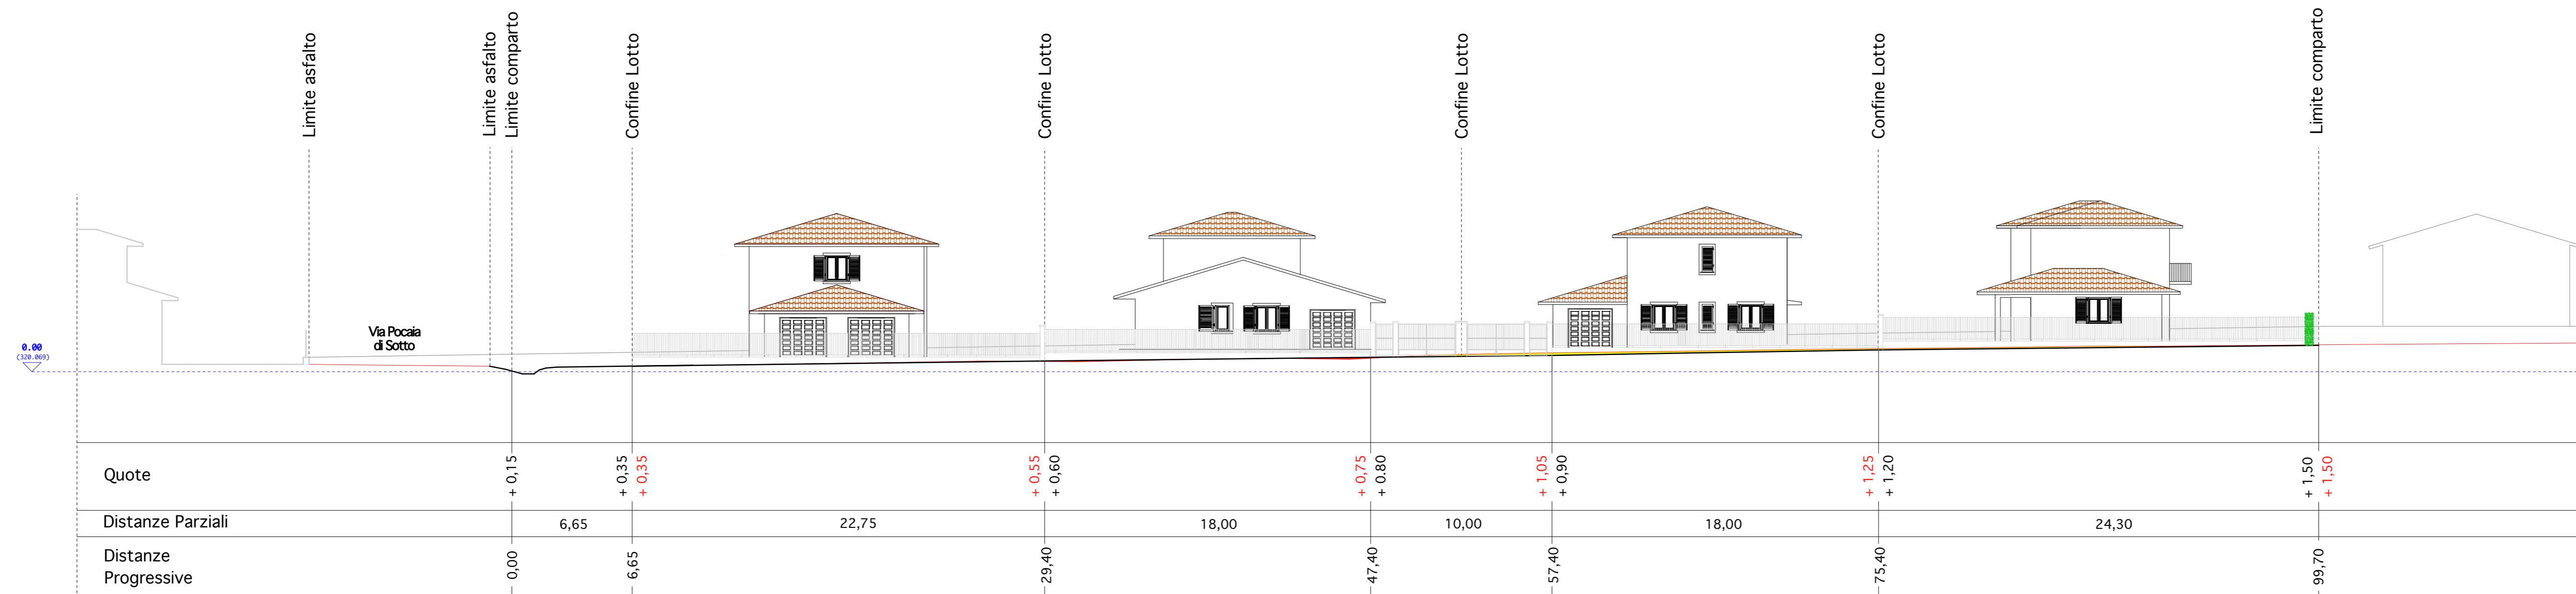 Limite asfalto
Limite asfalto
Limite comparto
Confine Lotto
Confine Lotto
Confine Lotto
Confine Lotto
Limite comparto
Via Pocaia
di Sotto
0.00
(320.069)
Quote
+ 0,15
+ 0,35
+ 0,35
+ 0,55
+ 0,60
+ 0,75
+ 0.80
+ 1,05
+ 0,90
+ 1,25
+ 1,20
+ 1,50
+ 1,50
Distanze Parziali
6,65
22,75
18,00
10,00
18,00
24,30
Distanze
Progressive
0,00
6,65
29,40
47,40
57,40
75,40
99,70